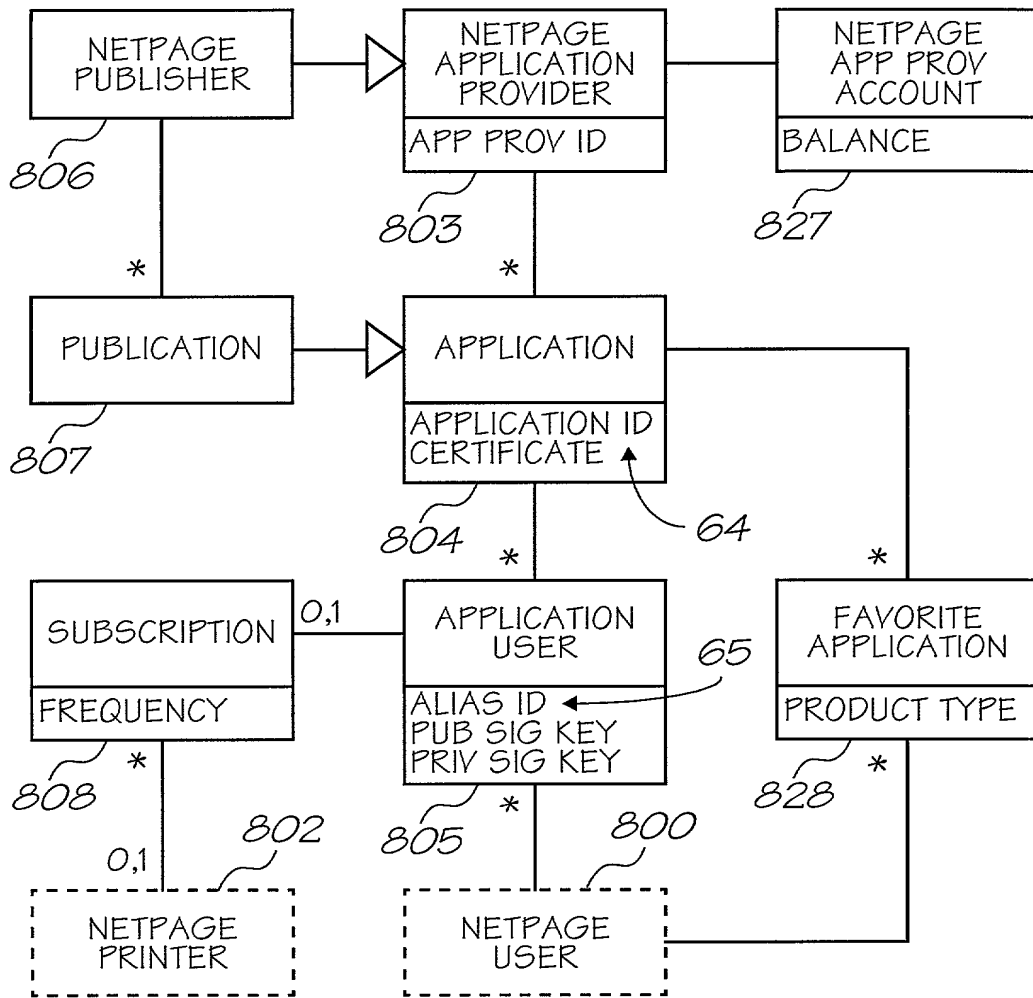 NETPAGE
PUBLISHER
806
*
NETPAGE
APPLICATION
PROVIDER
APP PROV ID
803
*
NETPAGE
APP PROV
ACCOUNT
BALANCE
827
PUBLICATION
807
APPLICATION
APPLICATION ID
CERTIFICATE
64
804
*
*
SUBSCRIPTION
FREQUENCY
0,1
808
*
APPLICATION
USER
ALIAS ID
PUB SIG KEY
PRIV SIG KEY
65
805
*
FAVORITE
APPLICATION
PRODUCT TYPE
828
*
802
0,1
NETPAGE
PRINTER
800
NETPAGE
USER